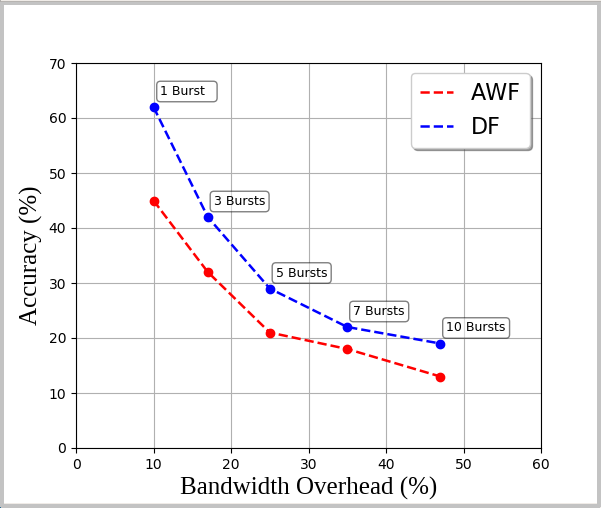 70
60
50
40
30
20
10
0
Accuracy (%)
1 Burst
3 Bursts
5 Bursts
7 Bursts
10 Bursts
AWF
DF
0 10 20 30 40 50 60
Bandwidth Overhead (%)